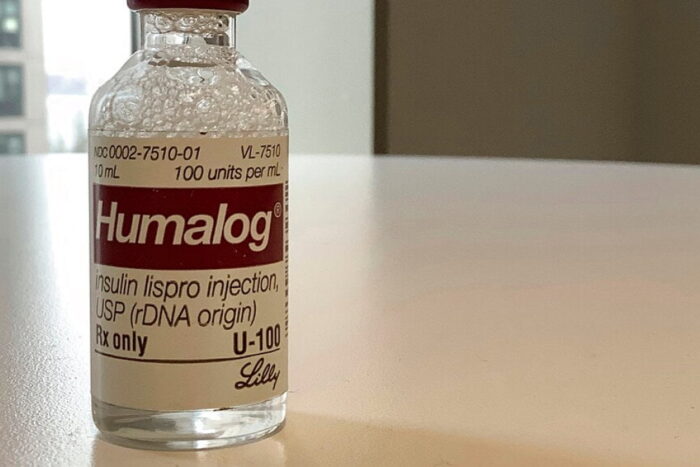 NDC 0002-7510-01 VL-7510
10 mL 100 units per mL
Humalog®
insulin lispro injection,
USP (rDNA origin)
Rx only U-100
Lilly